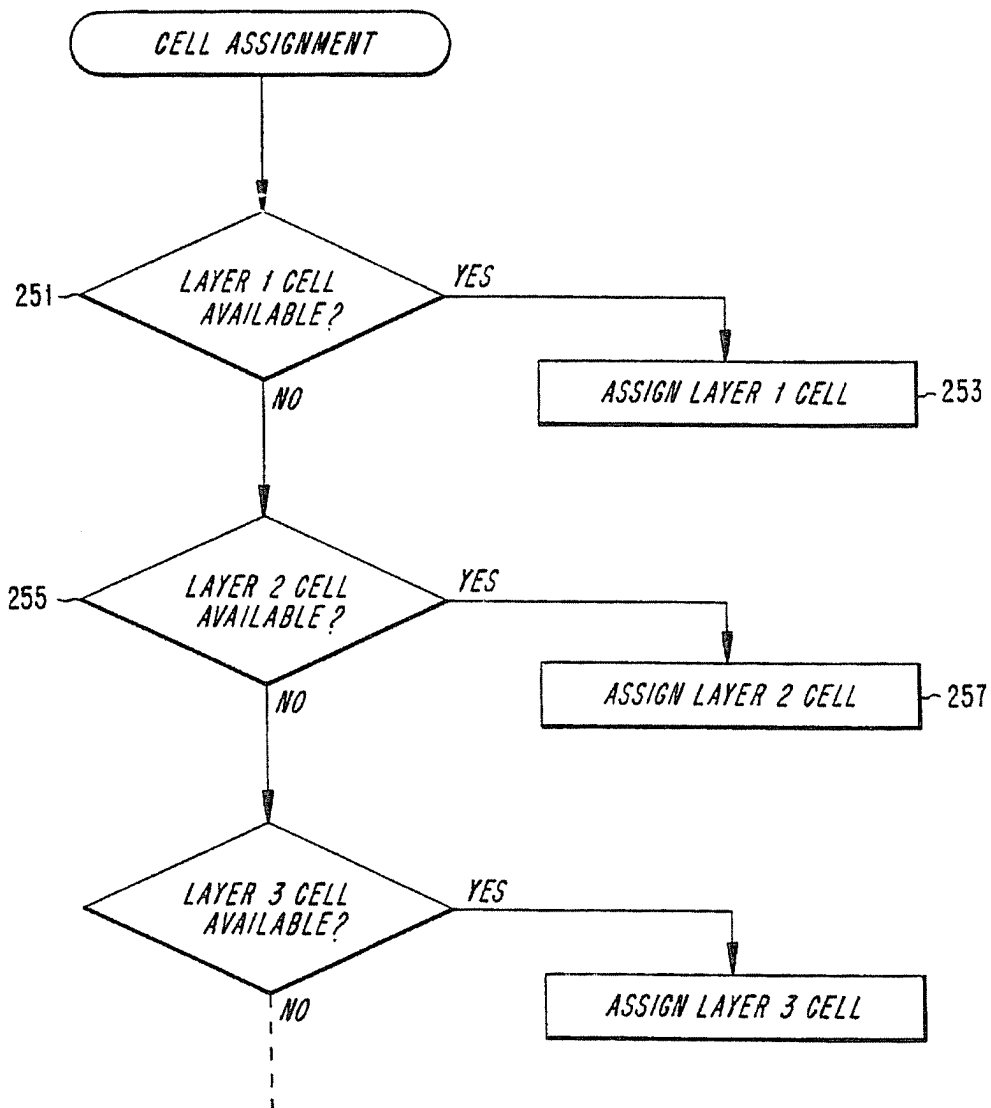 CELL ASSIGNMENT
LAYER 1 CELL
AVAILABLE?
251
YES
ASSIGN LAYER 1 CELL
253
NO
LAYER 2 CELL
AVAILABLE?
255
YES
ASSIGN LAYER 2 CELL
257
NO
LAYER 3 CELL
AVAILABLE?
YES
ASSIGN LAYER 3 CELL
NO